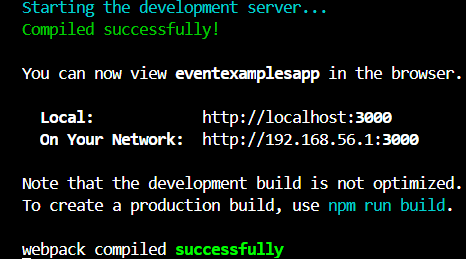 Starting the development server...
Compiled successfully!
You can now view eventexamplesapp in the browser.
Local: http://localhost:3000
On Your Network: http://192.168.56.1:3000
Note that the development build is not optimized.
To create a production build, use npm run build.
webpack compiled successfully